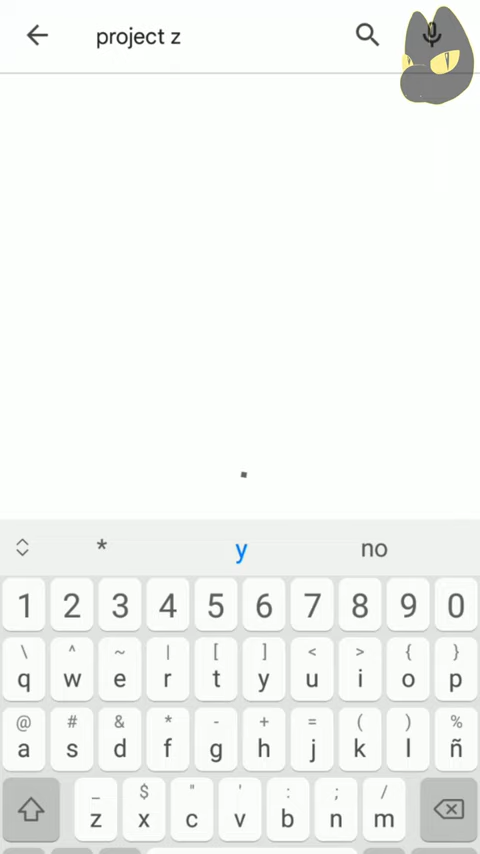 project z
* y no
1 2 3 4 5 6 7 8 9 0
\ ^ ~ | [ ] < > { }
q w e r t y u i o p
@ # & * - + = ( ) %
a s d f g h j k l ñ
_ $ " ' : ; /
z x c v b n m